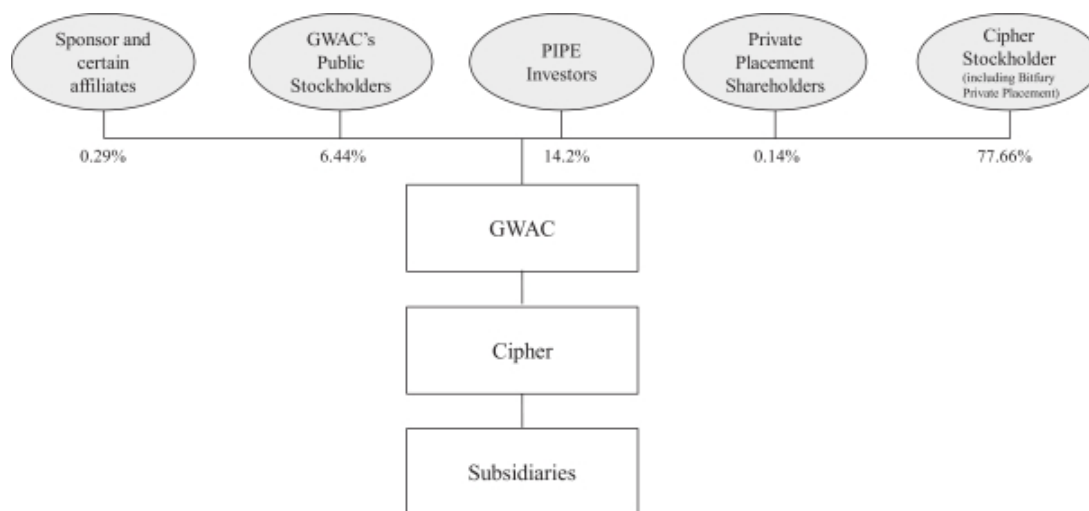 Sponsor and
certain
affiliates
GWAC's
Public
Stockholders
PIPE
Investors
Private
Placement
Shareholders
Cipher
Stockholder
(including Bitfury
Private Placement)
0.29%
6.44%
14.2%
0.14%
77.66%
GWAC
Cipher
Subsidiaries